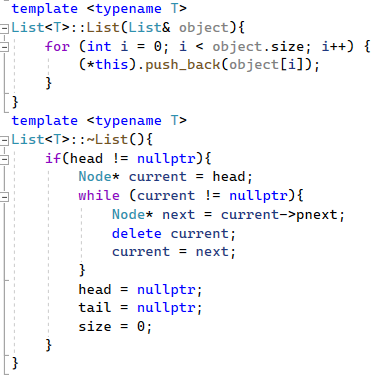 template <typename T>
List<T>::List(List& object){
    for (int i = 0; i < object.size; i++) {
        (*this).push_back(object[i]);
    }
}
template <typename T>
List<T>::~List(){
    if(head != nullptr){
        Node* current = head;
        while (current != nullptr){
            Node* next = current->pnext;
            delete current;
            current = next;
        }
        head = nullptr;
        tail = nullptr;
        size = 0;
    }
}